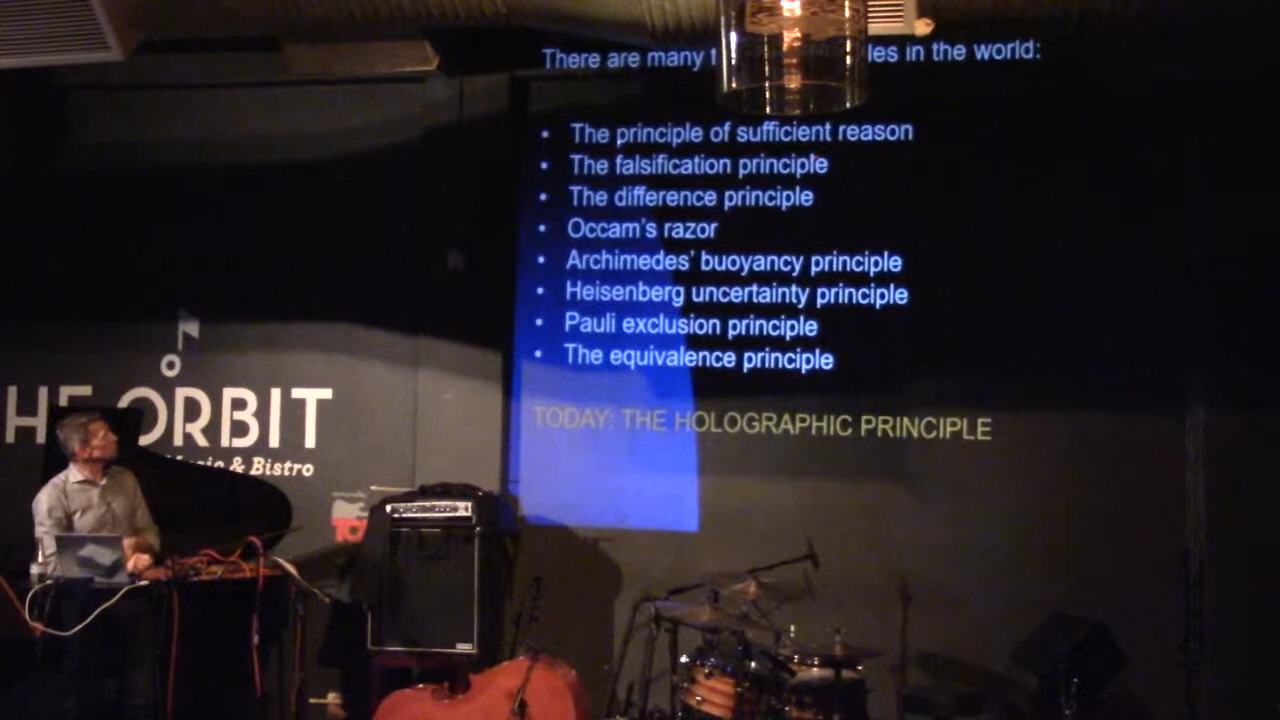 There are many les in the world:
• The principle of sufficient reason
• The falsification principle
• The difference principle
• Occam's razor
• Archimedes' buoyancy principle
• Heisenberg uncertainty principle
• Pauli exclusion principle
• The equivalence principle
TODAY: THE HOLOGRAPHIC PRINCIPLE
HE ORBIT
Music & Bistro